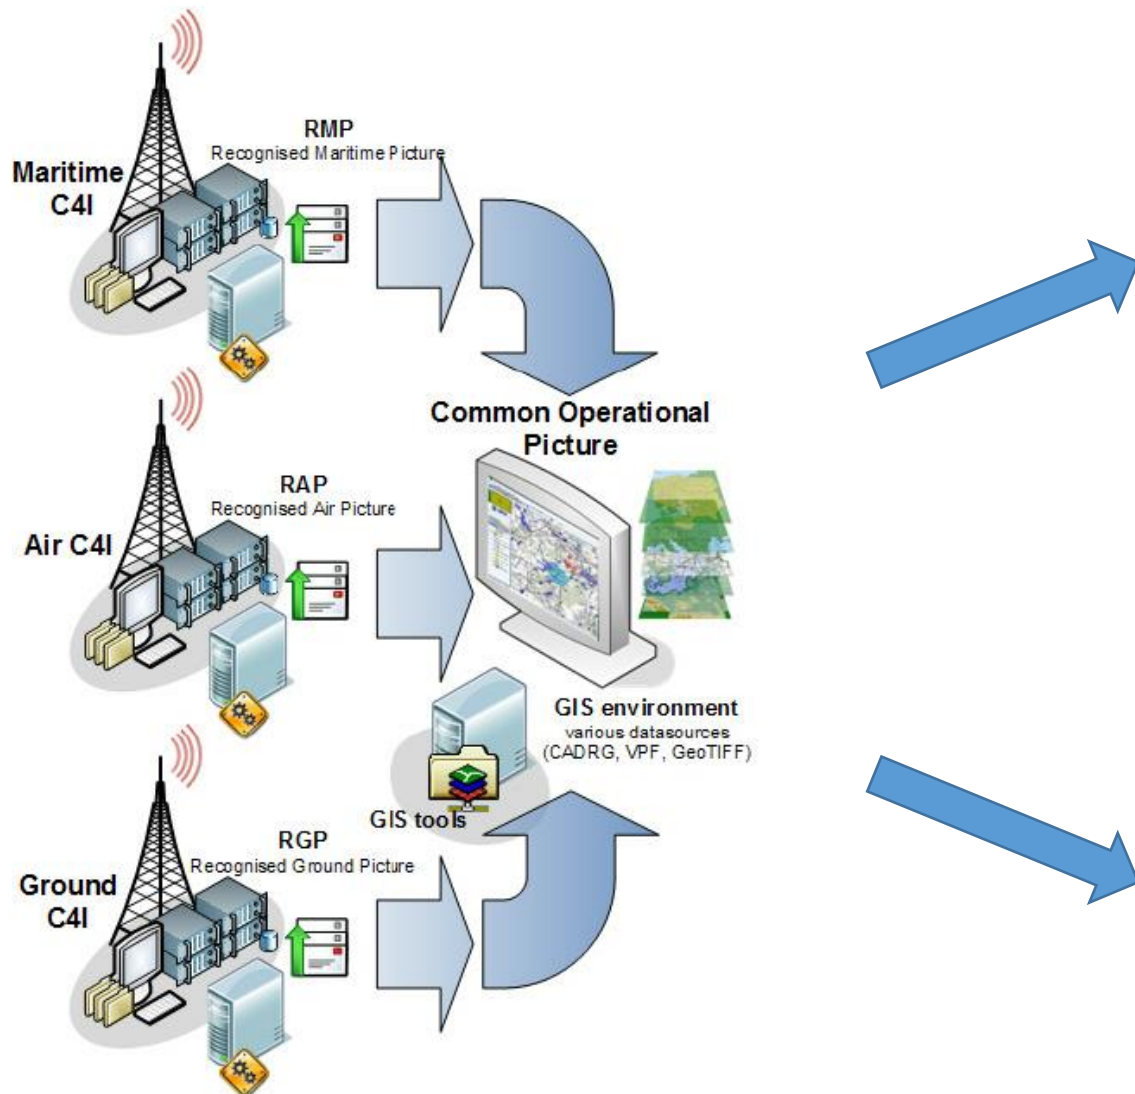 RMP
Recognised Maritime Picture
Maritime
C4I
Common Operational
Picture
RAP
Recognised Air Picture
Air C4I
GIS environment
various datasources
(CADRG, VPF, GeoTIFF)
GIS tools
RGP
Recognised Ground Picture
Ground
C4I